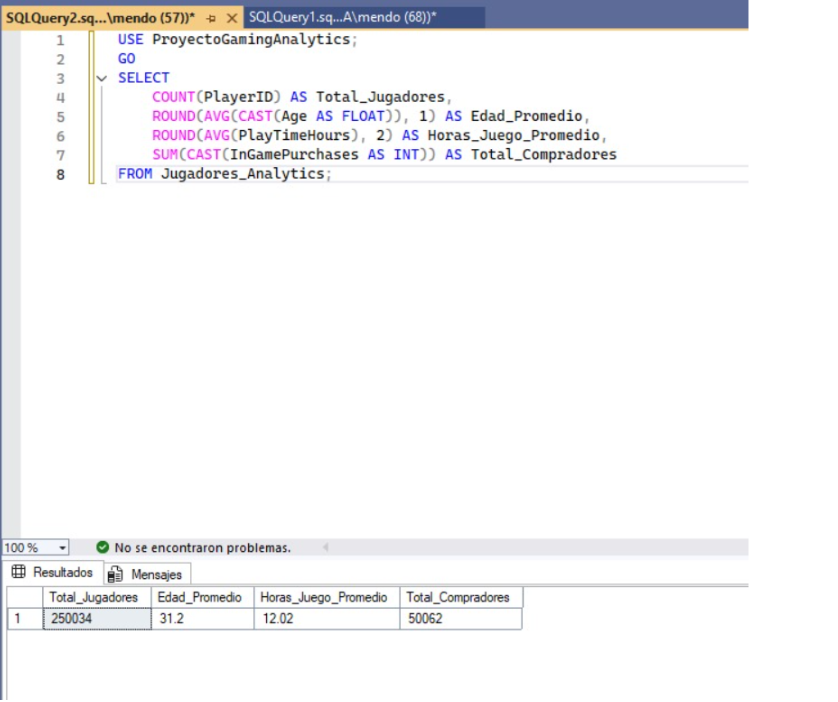 SQLQuery2.sq...\mendo (57))* SQLQuery1.sq...A\mendo (68))*
1 USE ProyectoGamingAnalytics;
2 GO
3 SELECT
4 COUNT(PlayerID) AS Total_Jugadores,
5 ROUND(AVG(CAST(Age AS FLOAT)), 1) AS Edad_Promedio,
6 ROUND(AVG(PlayTimeHours), 2) AS Horas_Juego_Promedio,
7 SUM(CAST(InGamePurchases AS INT)) AS Total_Compradores
8 FROM Jugadores_Analytics;
100 % No se encontraron problemas.
Resultados Mensajes
Total_Jugadores Edad_Promedio Horas_Juego_Promedio Total_Compradores
1 250034 31.2 12.02 50062